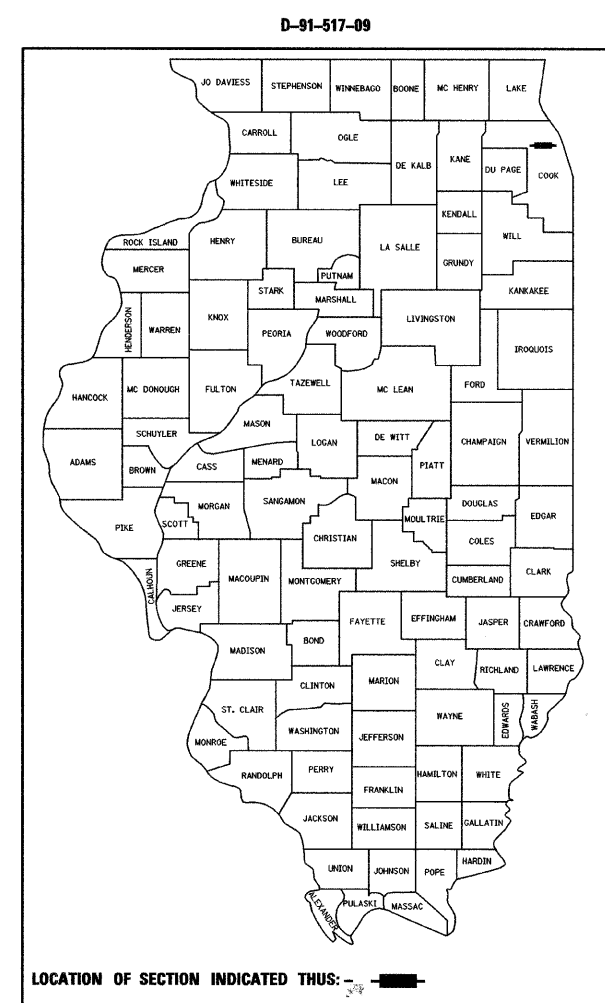 D-91-517-09
JO DAVIESS STEPHENSON WINNEBAGO BOONE MC HENRY LAKE
CARROLL OGLE
DE KALB KANE DU PAGE COOK
WHITESIDE LEE
KENDALL
ROCK ISLAND HENRY BUREAU LA SALLE WILL
MERCER PUTNAM GRUNDY
STARK MARSHALL KANKAKEE
HENDERSON WARREN KNOX PEORIA WOODFORD LIVINGSTON IROQUOIS
HANCOCK MC DONOUGH FULTON TAZEWELL MC LEAN FORD
SCHUYLER MASON LOGAN DE WITT CHAMPAIGN VERMILION
ADAMS BROWN CASS MENARD MACON PIATT
PIKE SCOTT MORGAN SANGAMON MOULTRIE DOUGLAS EDGAR
CHRISTIAN COLES
CALHOUN GREENE MACOUPIN MONTGOMERY SHELBY CUMBERLAND CLARK
JERSEY
MADISON BOND FAYETTE EFFINGHAM JASPER CRAWFORD
CLAY RICHLAND LAWRENCE
CLINTON MARION
ST. CLAIR WAYNE EDWARDS WABASH
MONROE WASHINGTON JEFFERSON
RANDOLPH PERRY HAMILTON WHITE
FRANKLIN
JACKSON WILLIAMSON SALINE GALLATIN
UNION JOHNSON POPE HARDIN
ALEXANDER PULASKI MASSAC
LOCATION OF SECTION INDICATED THUS:-